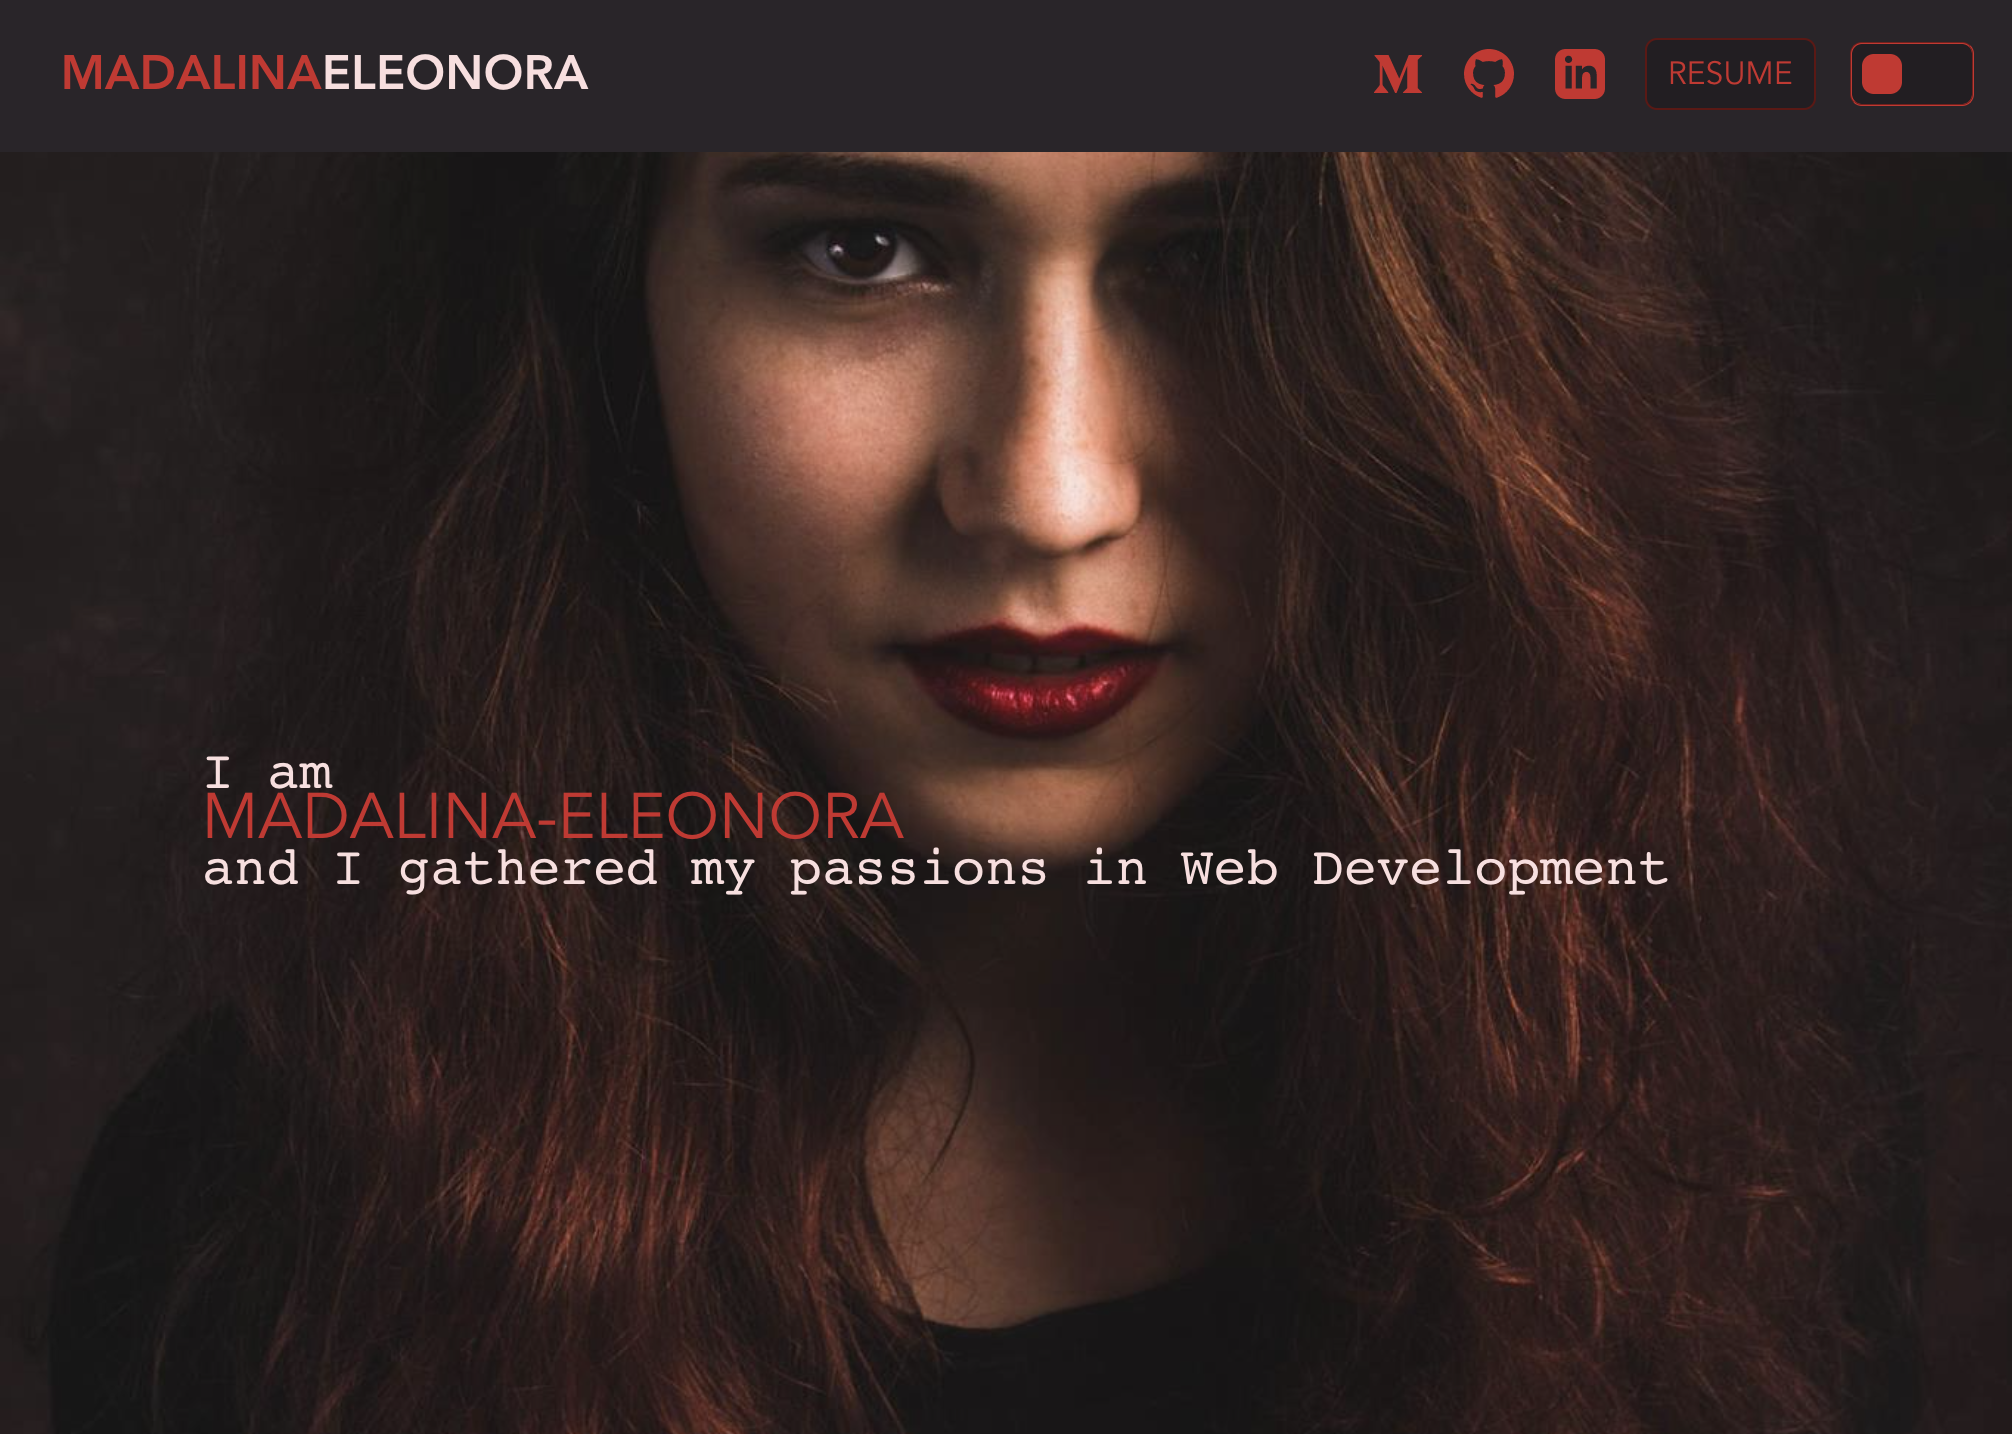 MADALINAELEONORA
M
in
RESUME
I am
MADALINA-ELEONORA
and I gathered my passions in Web Development